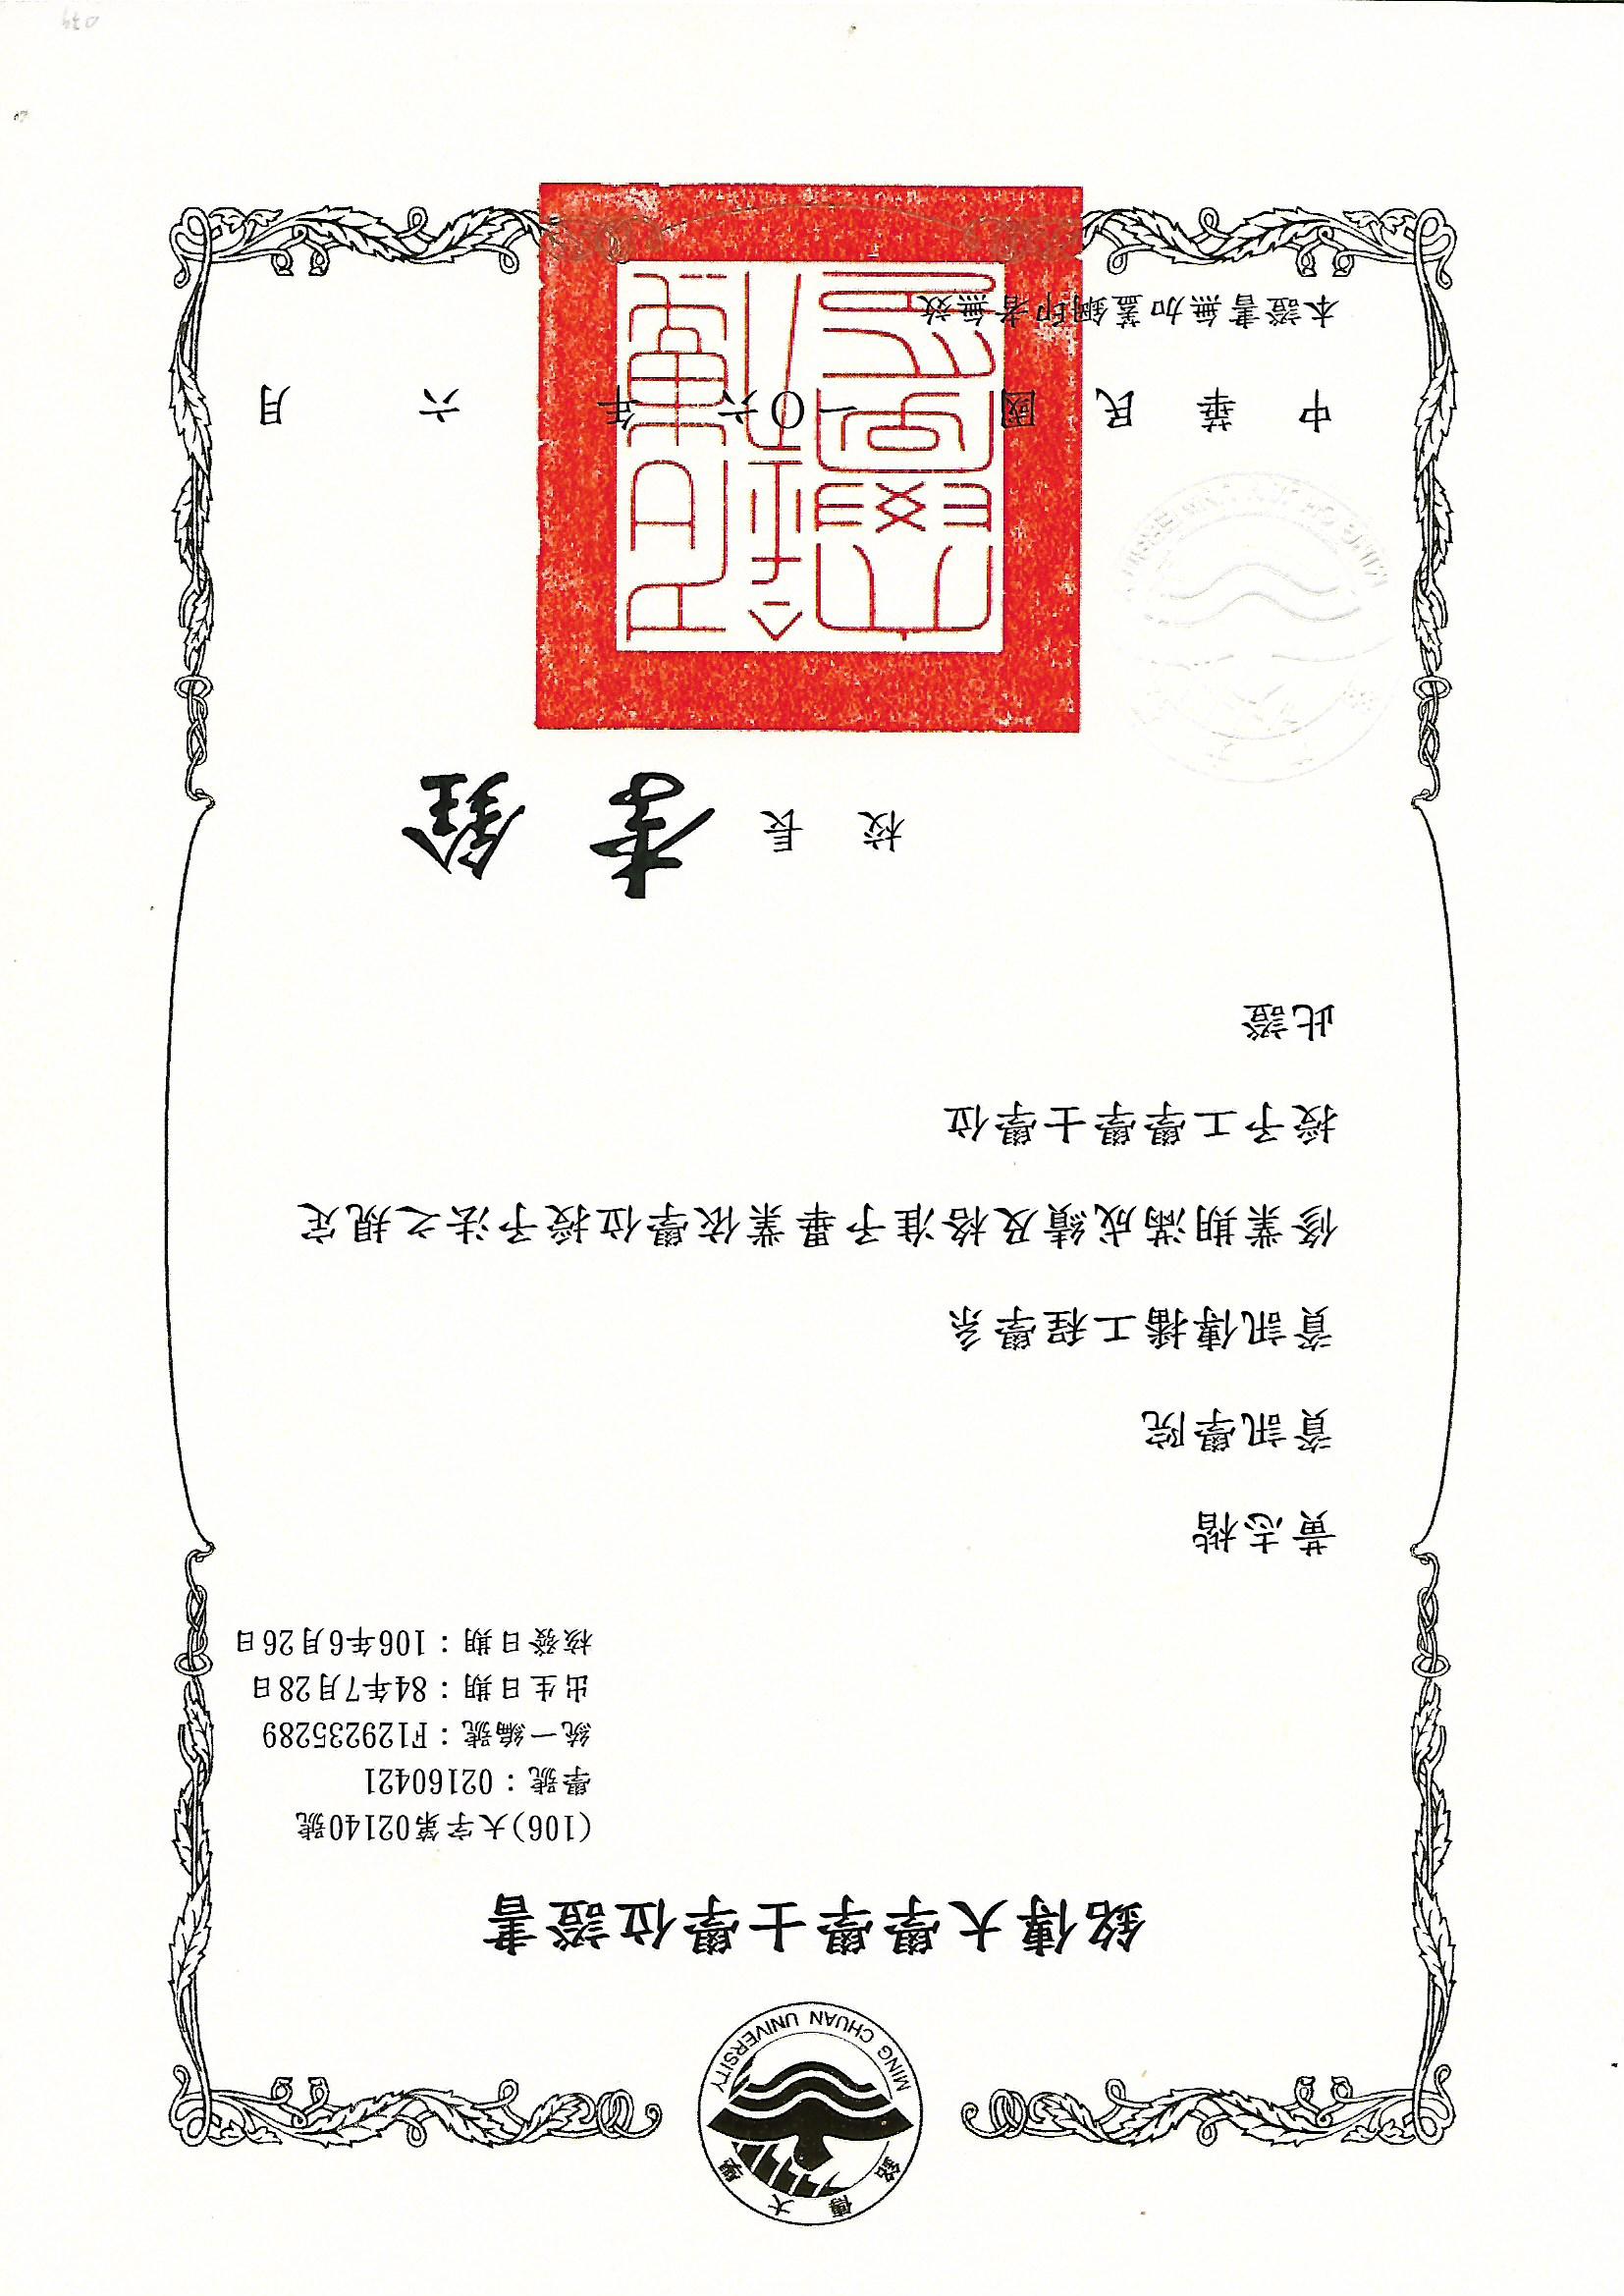 銘傳大學
MING CHUAN UNIVERSITY
銘傳大學學士學位證書
(106)大字第02140號
學號：02160421
統一編號：F129235289
出生日期：84年7月28日
核發日期：106年6月26日
黃志楷
資訊學院
資訊傳播工程學系
修業期滿成績及格准予畢業依學位授予法之規定
授予工學學士學位
此證
校長 李銓
銘傳大學印
中華民國一〇六年六月
本證書無加蓋鋼印者無效